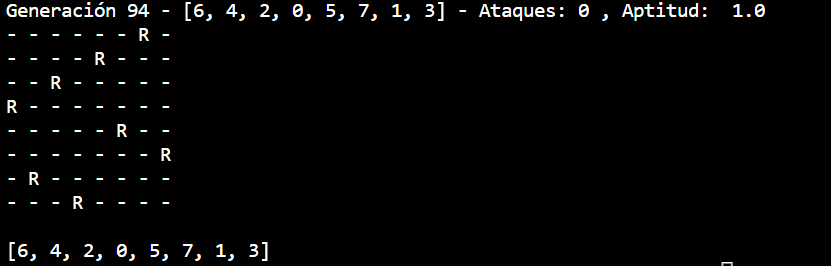 Generación 94 - [6, 4, 2, 0, 5, 7, 1, 3] - Ataques: 0 , Aptitud:  1.0
- - - - - - R -
- - - - R - - -
- - R - - - - -
R - - - - - - -
- - - - - R - -
- - - - - - - R
- R - - - - - -
- - - R - - - -
[6, 4, 2, 0, 5, 7, 1, 3]